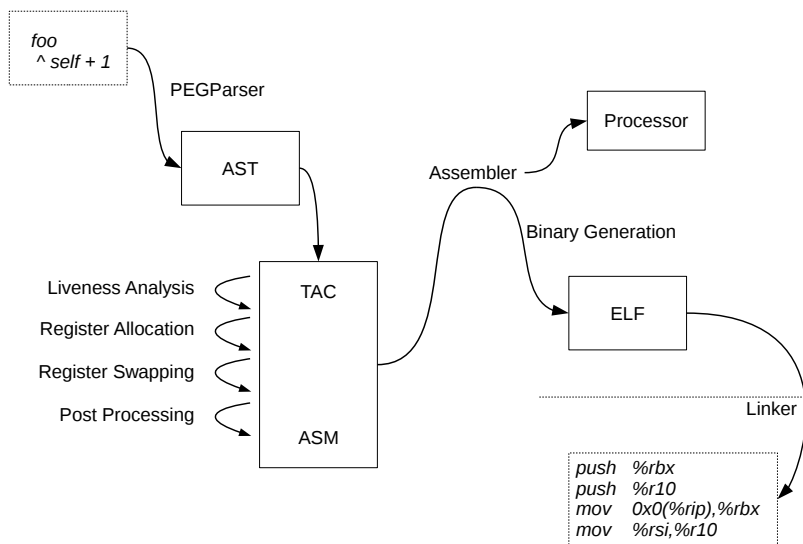 foo
^ self + 1
PEGParser
AST
Processor
Assembler
Binary Generation
Liveness Analysis
TAC
Register Allocation
ELF
Register Swapping
Post Processing
ASM
Linker
push %rbx
push %r10
mov 0x0(%rip),%rbx
mov %rsi,%r10